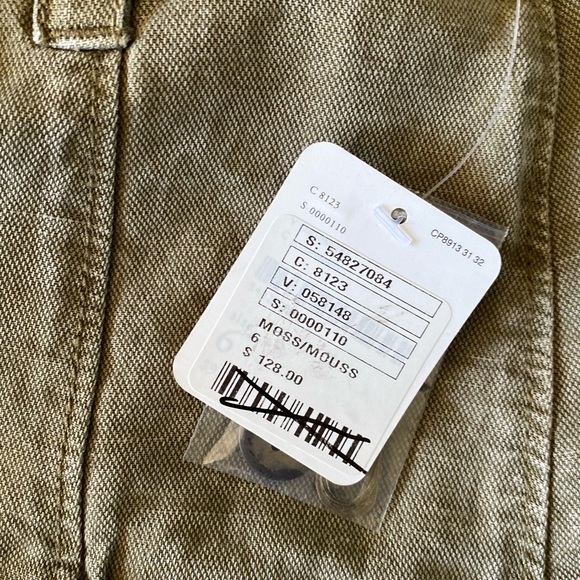 C 8123
S 0000110
CP8913 31 32
S: 54827084
C: 8123
V: 058148
S: 0000110
MOSS/MOUSS
6
$ 128.00